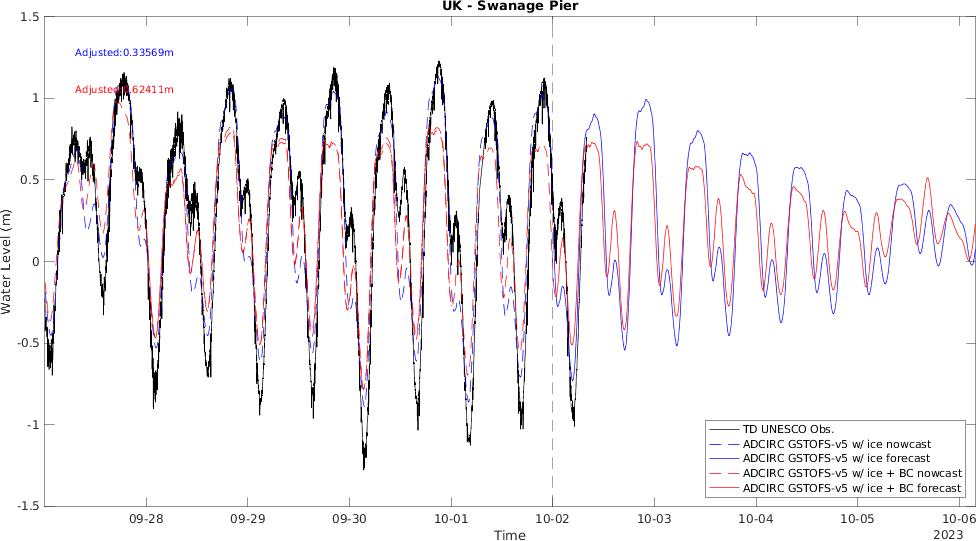 UK - Swanage Pier
1.5
Adjusted:0.33569m
Adjusted:0.62411m
1
0.5
0
-0.5
-1
-1.5
Water Level (m)
TD UNESCO Obs.
ADCIRC GSTOFS-v5 w/ ice nowcast
ADCIRC GSTOFS-v5 w/ ice forecast
ADCIRC GSTOFS-v5 w/ ice + BC nowcast
ADCIRC GSTOFS-v5 w/ ice + BC forecast
09-28 09-29 09-30 10-01 10-02 10-03 10-04 10-05 10-06
Time
2023